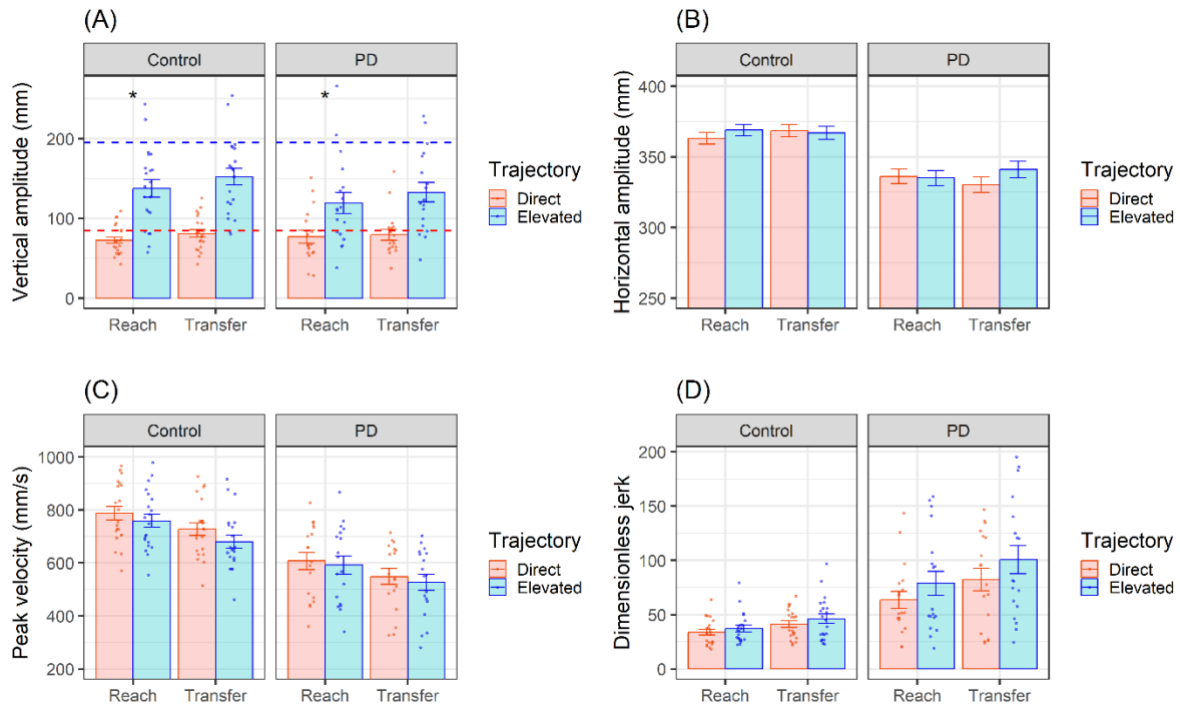 (A)
Control PD
*
*
Vertical amplitude (mm)
200
100
0
Reach Transfer Reach Transfer
Trajectory
Direct
Elevated
(B)
Control PD
Horizontal amplitude (mm)
400
350
300
250
Reach Transfer Reach Transfer
Trajectory
Direct
Elevated
(C)
Control PD
Peak velocity (mm/s)
1000
800
600
400
200
Reach Transfer Reach Transfer
Trajectory
Direct
Elevated
(D)
Control PD
Dimensionless jerk
200
150
100
50
0
Reach Transfer Reach Transfer
Trajectory
Direct
Elevated